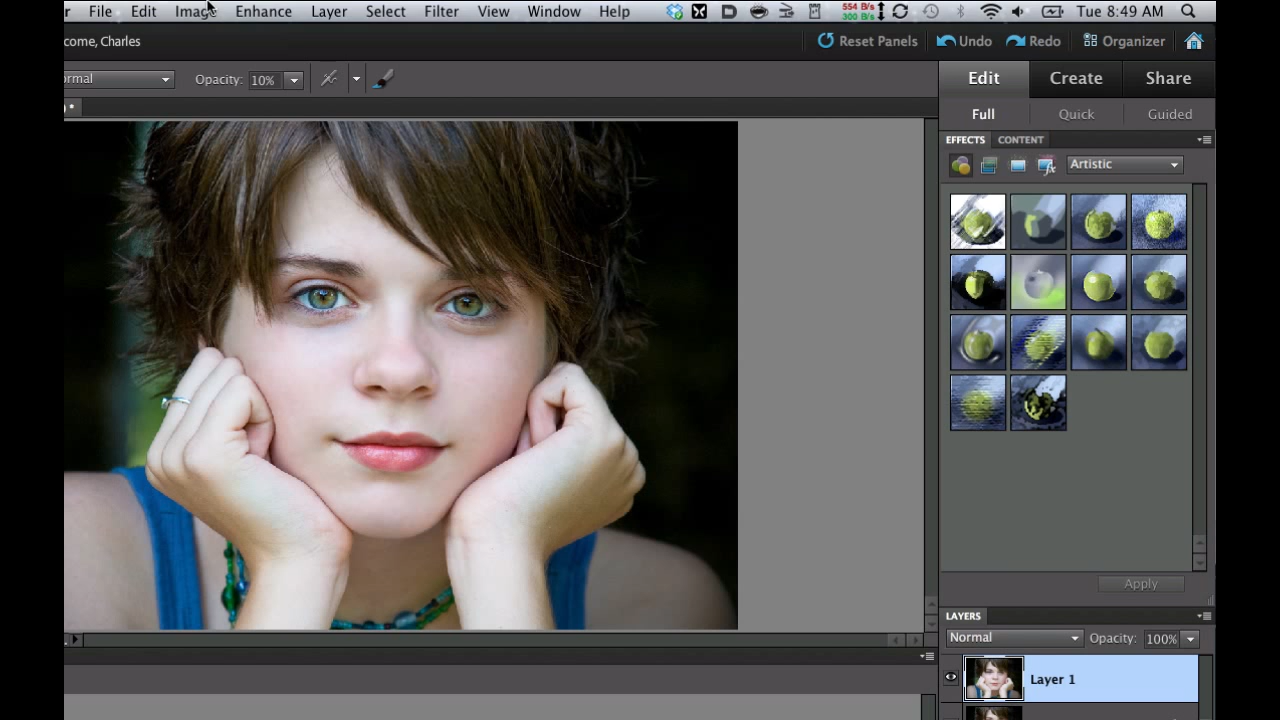 File Edit Image Enhance Layer Select Filter View Window Help 554 B/s 300 B/s Tue 8:49 AM
come, Charles Reset Panels Undo Redo Organizer
Opacity: 10%
Edit Create Share
Full Quick Guided
EFFECTS CONTENT
Artistic
Apply
LAYERS
Normal Opacity: 100%
Layer 1